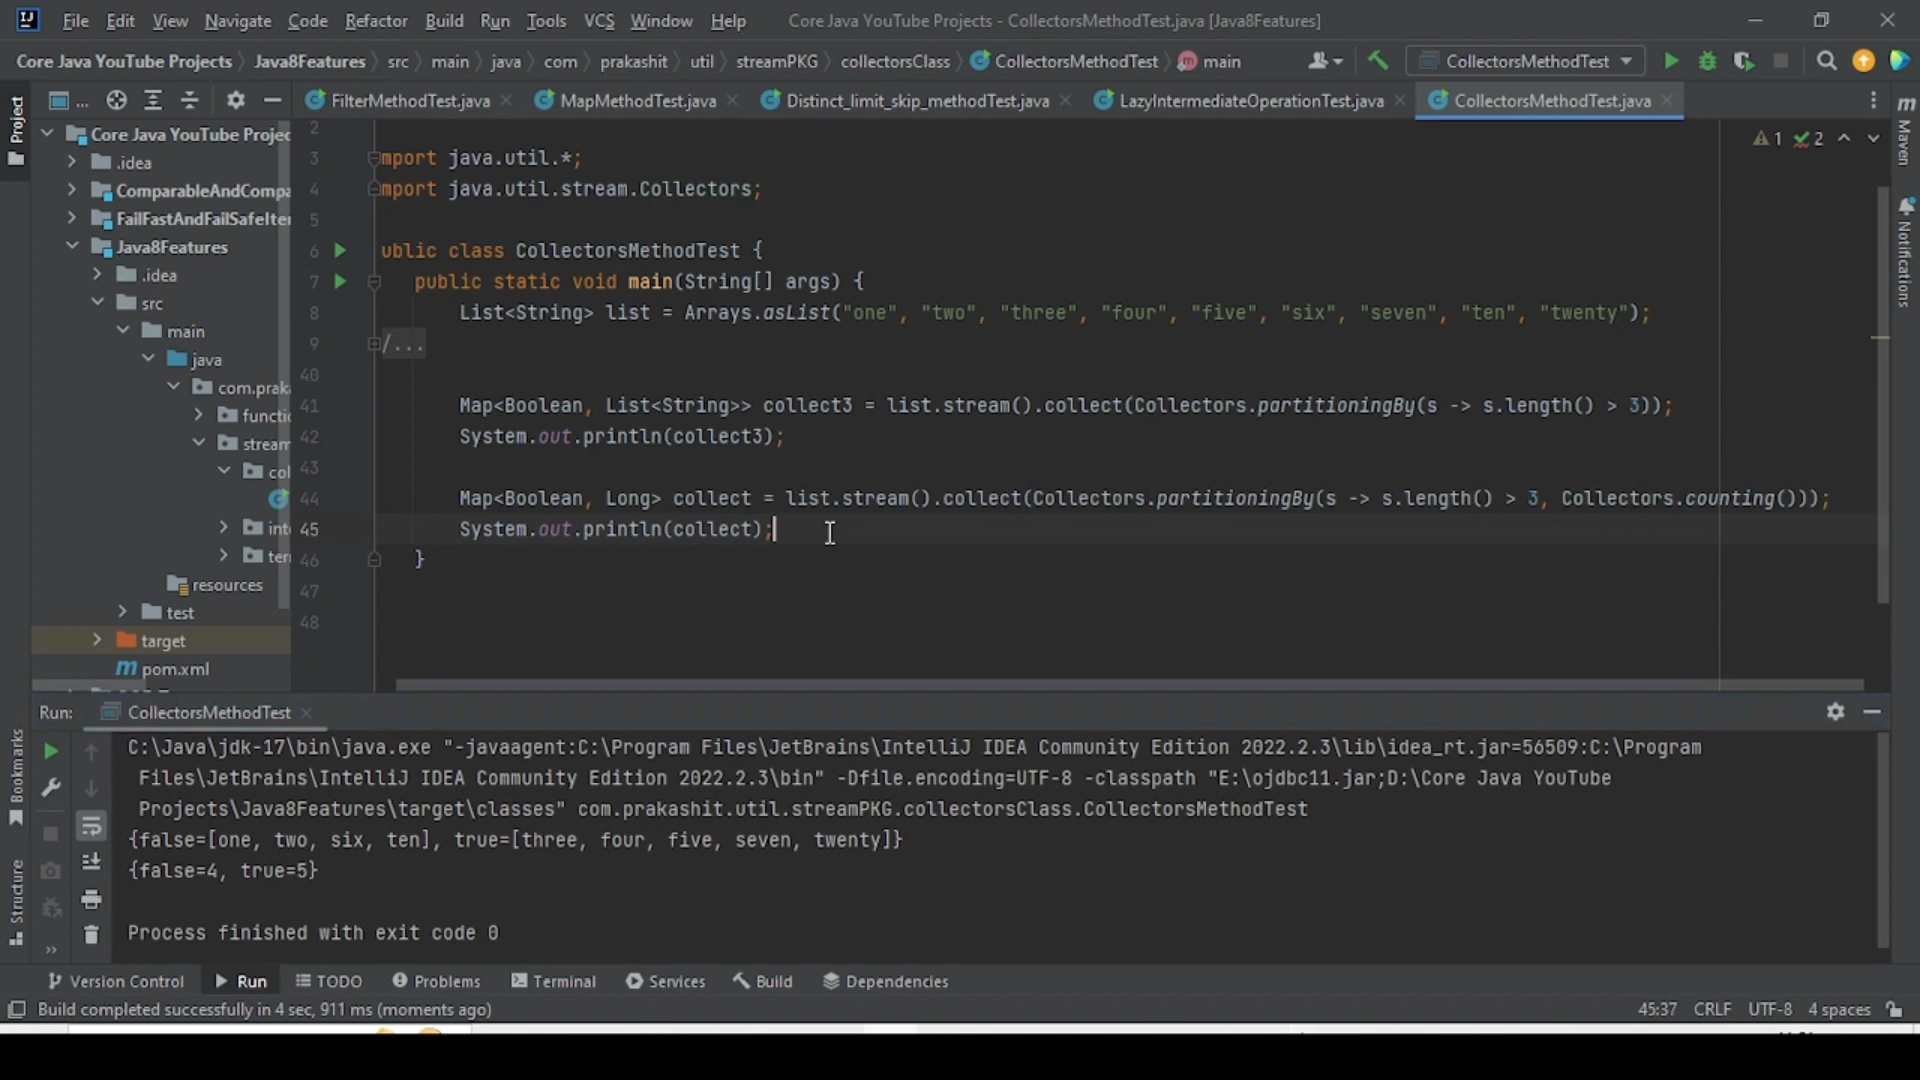 File Edit View Navigate Code Refactor Build Run Tools VCS Window Help Core Java YouTube Projects - CollectorsMethodTest.java [Java8Features]
Core Java YouTube Projects Java8Features src main java com prakashit util streamPKG collectorsClass CollectorsMethodTest main CollectorsMethodTest
Project ... FilterMethodTest.java MapMethodTest.java Distinct_limit_skip_methodTest.java LazyIntermediateOperationTest.java CollectorsMethodTest.java
Maven
Notifications
Core Java YouTube Projec
.idea
ComparableAndCompa
FailFastAndFailSafeIter
Java8Features
.idea
src
main
java
com.praka
functio
stream
col
int
ter
resources
test
target
pom.xml
1 2
2
3 mport java.util.*;
4 mport java.util.stream.Collectors;
5
6 ublic class CollectorsMethodTest {
7 public static void main(String[] args) {
8 List<String> list = Arrays.asList("one", "two", "three", "four", "five", "six", "seven", "ten", "twenty");
9 /...
40
41 Map<Boolean, List<String>> collect3 = list.stream().collect(Collectors.partitioningBy(s -> s.length() > 3));
42 System.out.println(collect3);
43
44 Map<Boolean, Long> collect = list.stream().collect(Collectors.partitioningBy(s -> s.length() > 3, Collectors.counting()));
45 System.out.println(collect);
46 }
47
48
Run: CollectorsMethodTest
Bookmarks
Structure
C:\Java\jdk-17\bin\java.exe "-javaagent:C:\Program Files\JetBrains\IntelliJ IDEA Community Edition 2022.2.3\lib\idea_rt.jar=56509:C:\Program
Files\JetBrains\IntelliJ IDEA Community Edition 2022.2.3\bin" -Dfile.encoding=UTF-8 -classpath "E:\ojdbc11.jar;D:\Core Java YouTube
Projects\Java8Features\target\classes" com.prakashit.util.streamPKG.collectorsClass.CollectorsMethodTest
{false=[one, two, six, ten], true=[three, four, five, seven, twenty]}
{false=4, true=5}
Process finished with exit code 0
Version Control Run TODO Problems Terminal Services Build Dependencies
Build completed successfully in 4 sec, 911 ms (moments ago) 45:37 CRLF UTF-8 4 spaces